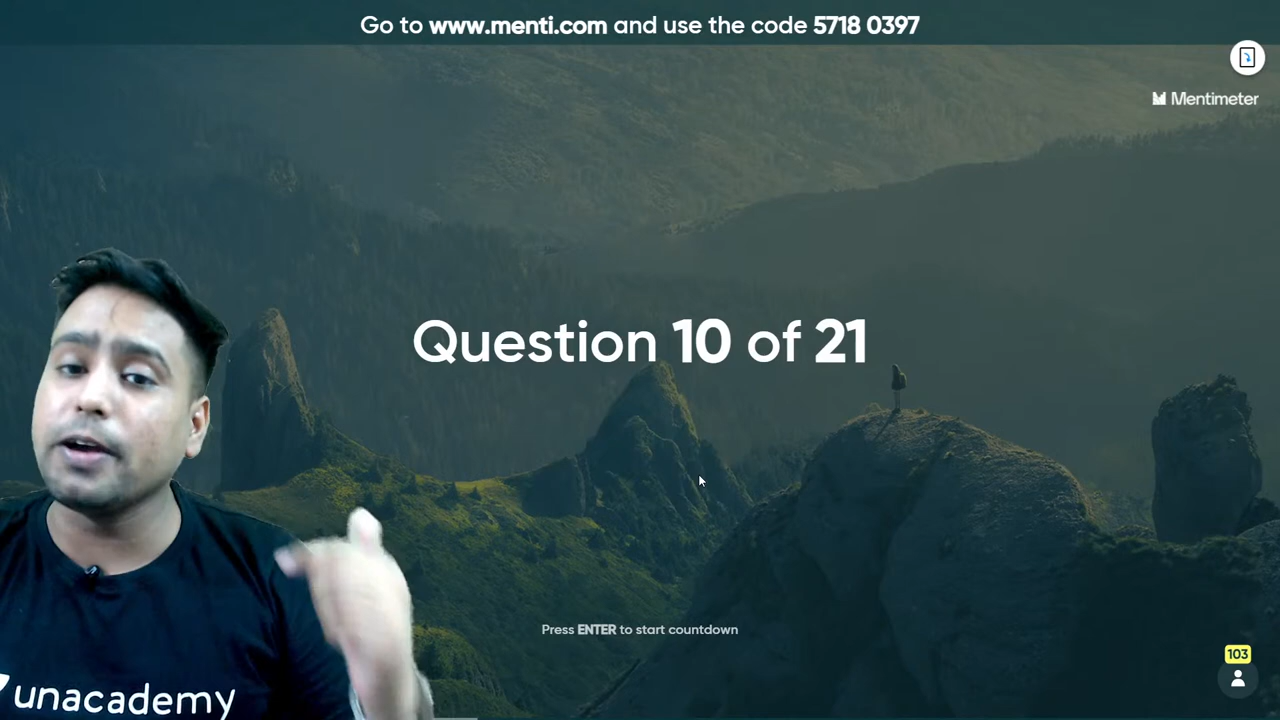 Go to www.menti.com and use the code 5718 0397
Mentimeter
Question 10 of 21
Press ENTER to start countdown
103
unacademy